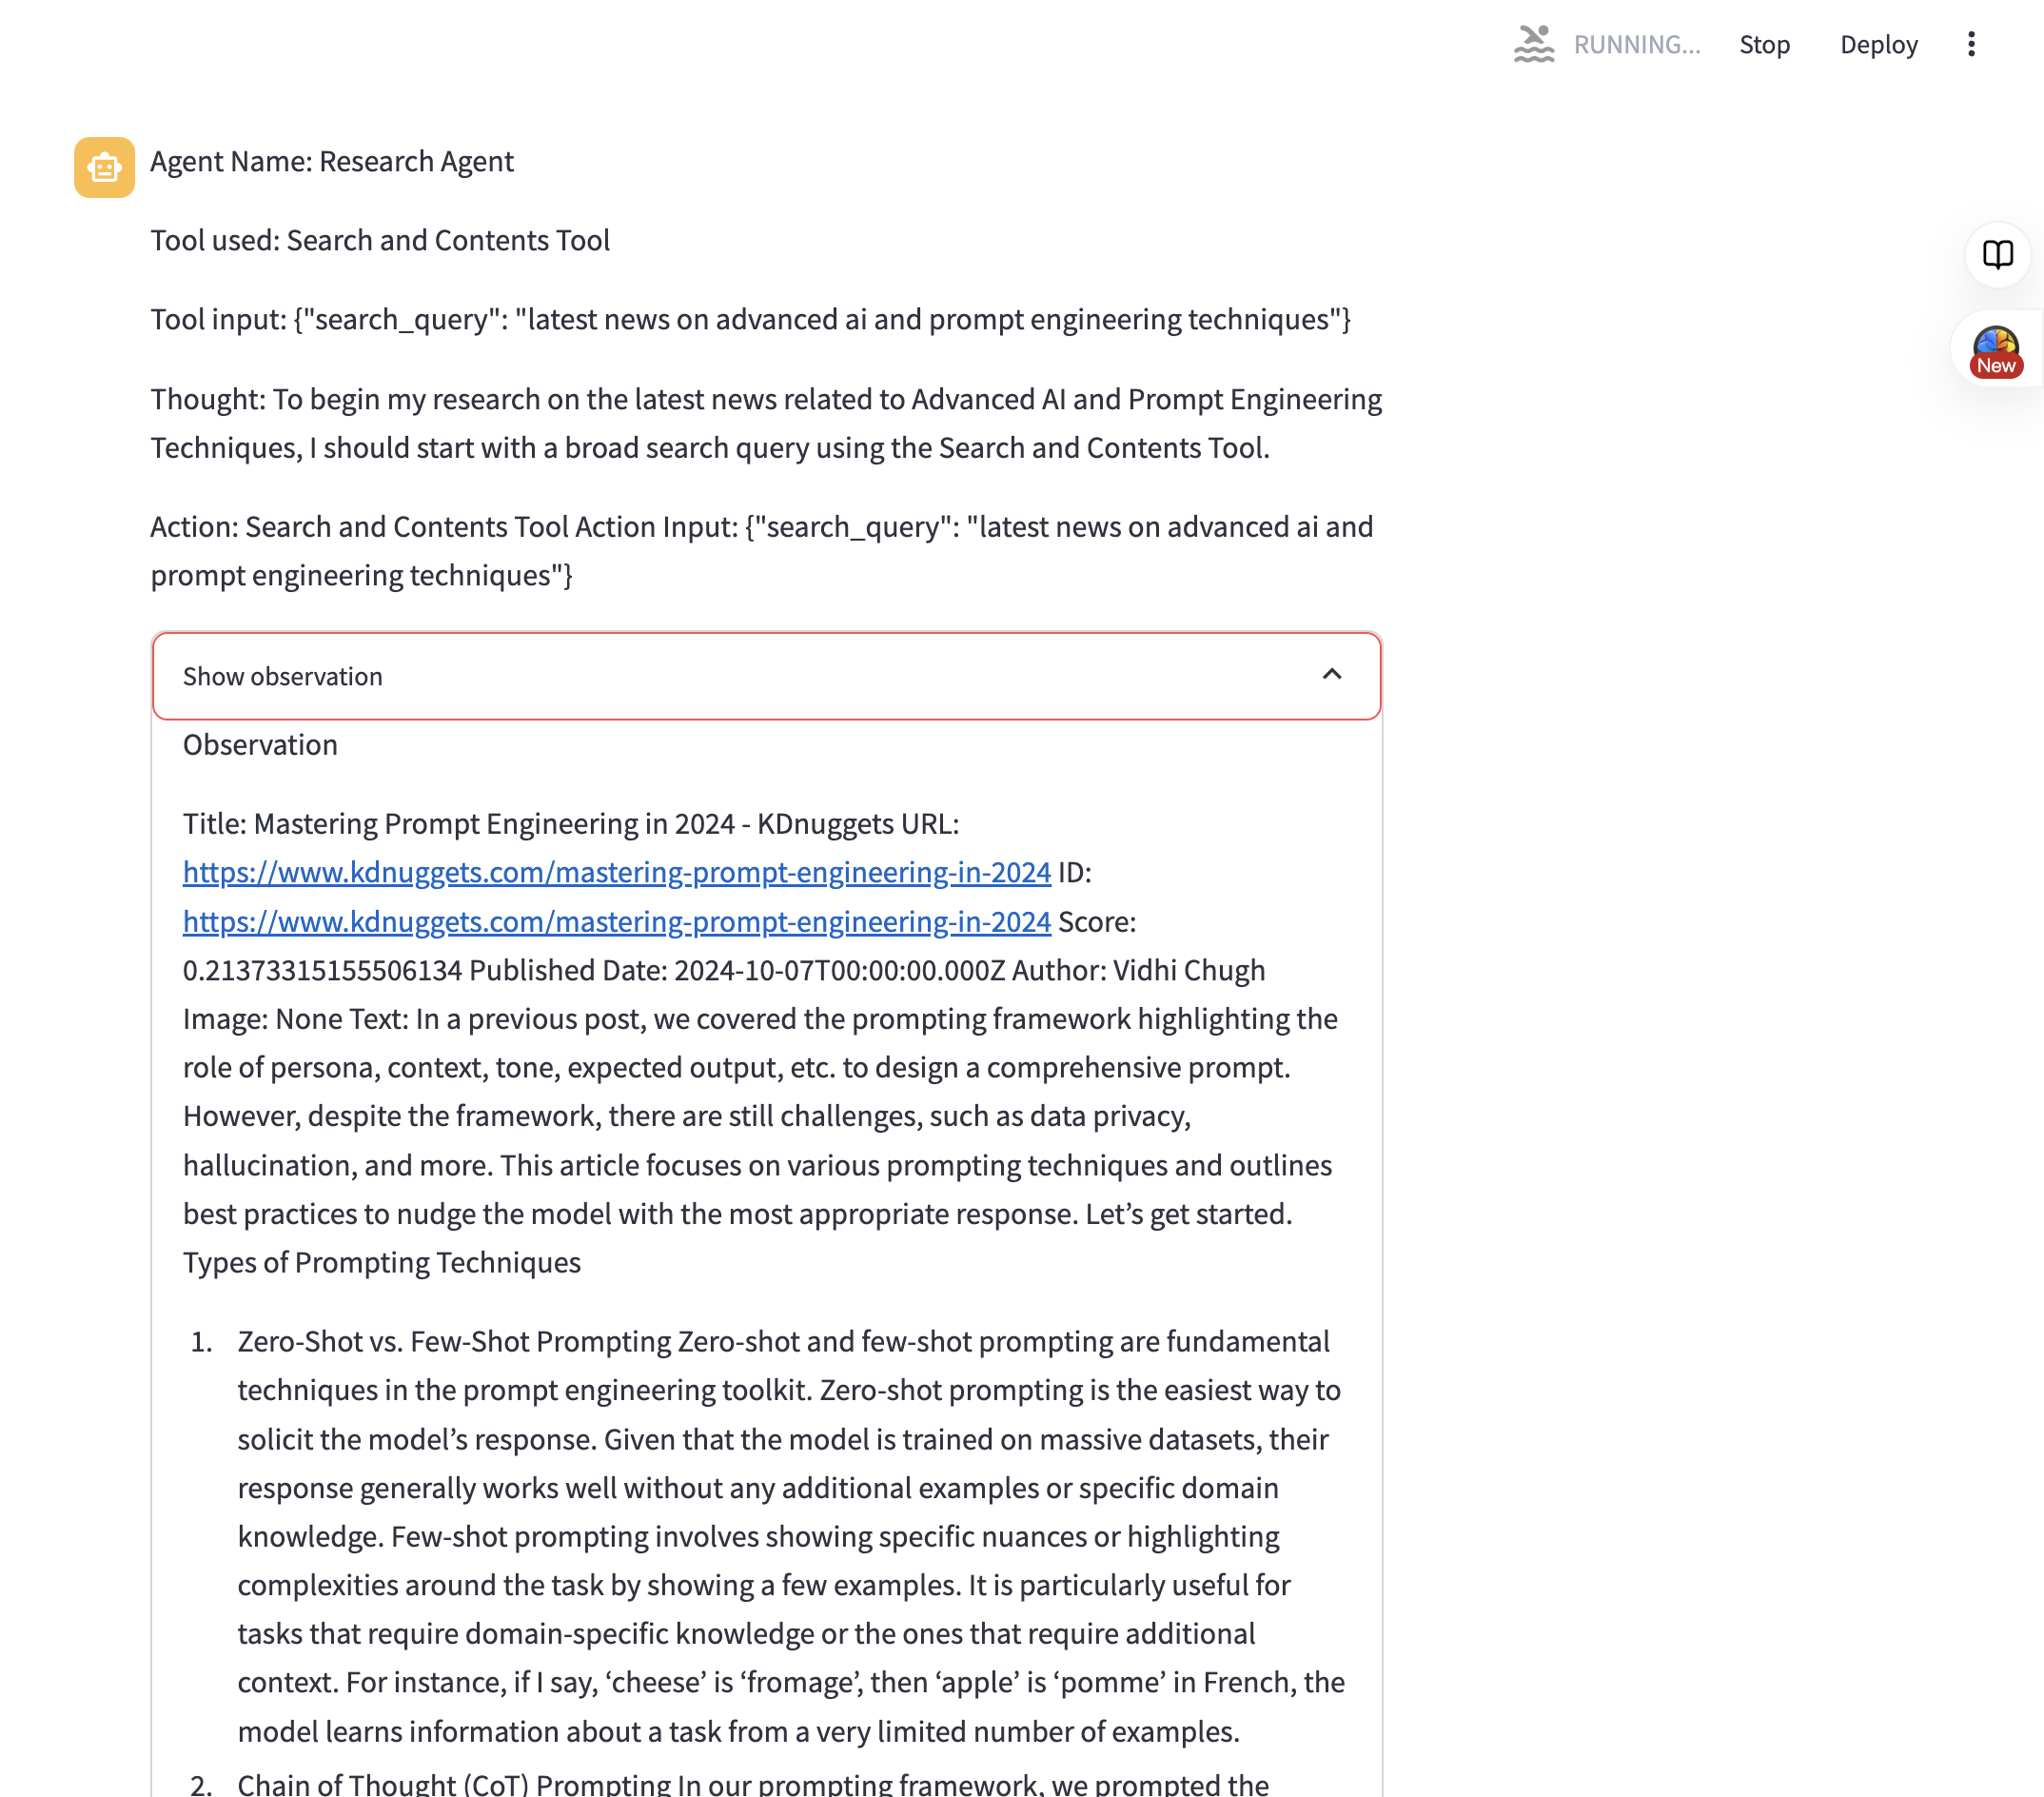 RUNNING...
Stop
Deploy
Agent Name: Research Agent
Tool used: Search and Contents Tool
Tool input: {"search_query": "latest news on advanced ai and prompt engineering techniques"}
New
Thought: To begin my research on the latest news related to Advanced AI and Prompt Engineering
Techniques, I should start with a broad search query using the Search and Contents Tool.
Action: Search and Contents Tool Action Input: {"search_query": "latest news on advanced ai and
prompt engineering techniques"}
Show observation
Observation
Title: Mastering Prompt Engineering in 2024 - KDnuggets URL:
https://www.kdnuggets.com/mastering-prompt-engineering-in-2024 ID:
https://www.kdnuggets.com/mastering-prompt-engineering-in-2024 Score:
0.21373315155506134 Published Date: 2024-10-07T00:00:00.000Z Author: Vidhi Chugh
Image: None Text: In a previous post, we covered the prompting framework highlighting the
role of persona, context, tone, expected output, etc. to design a comprehensive prompt.
However, despite the framework, there are still challenges, such as data privacy,
hallucination, and more. This article focuses on various prompting techniques and outlines
best practices to nudge the model with the most appropriate response. Let’s get started.
Types of Prompting Techniques
1. Zero-Shot vs. Few-Shot Prompting Zero-shot and few-shot prompting are fundamental
techniques in the prompt engineering toolkit. Zero-shot prompting is the easiest way to
solicit the model’s response. Given that the model is trained on massive datasets, their
response generally works well without any additional examples or specific domain
knowledge. Few-shot prompting involves showing specific nuances or highlighting
complexities around the task by showing a few examples. It is particularly useful for
tasks that require domain-specific knowledge or the ones that require additional
context. For instance, if I say, ‘cheese’ is ‘fromage’, then ‘apple’ is ‘pomme’ in French, the
model learns information about a task from a very limited number of examples.
2. Chain of Thought (CoT) Prompting In our prompting framework, we prompted the